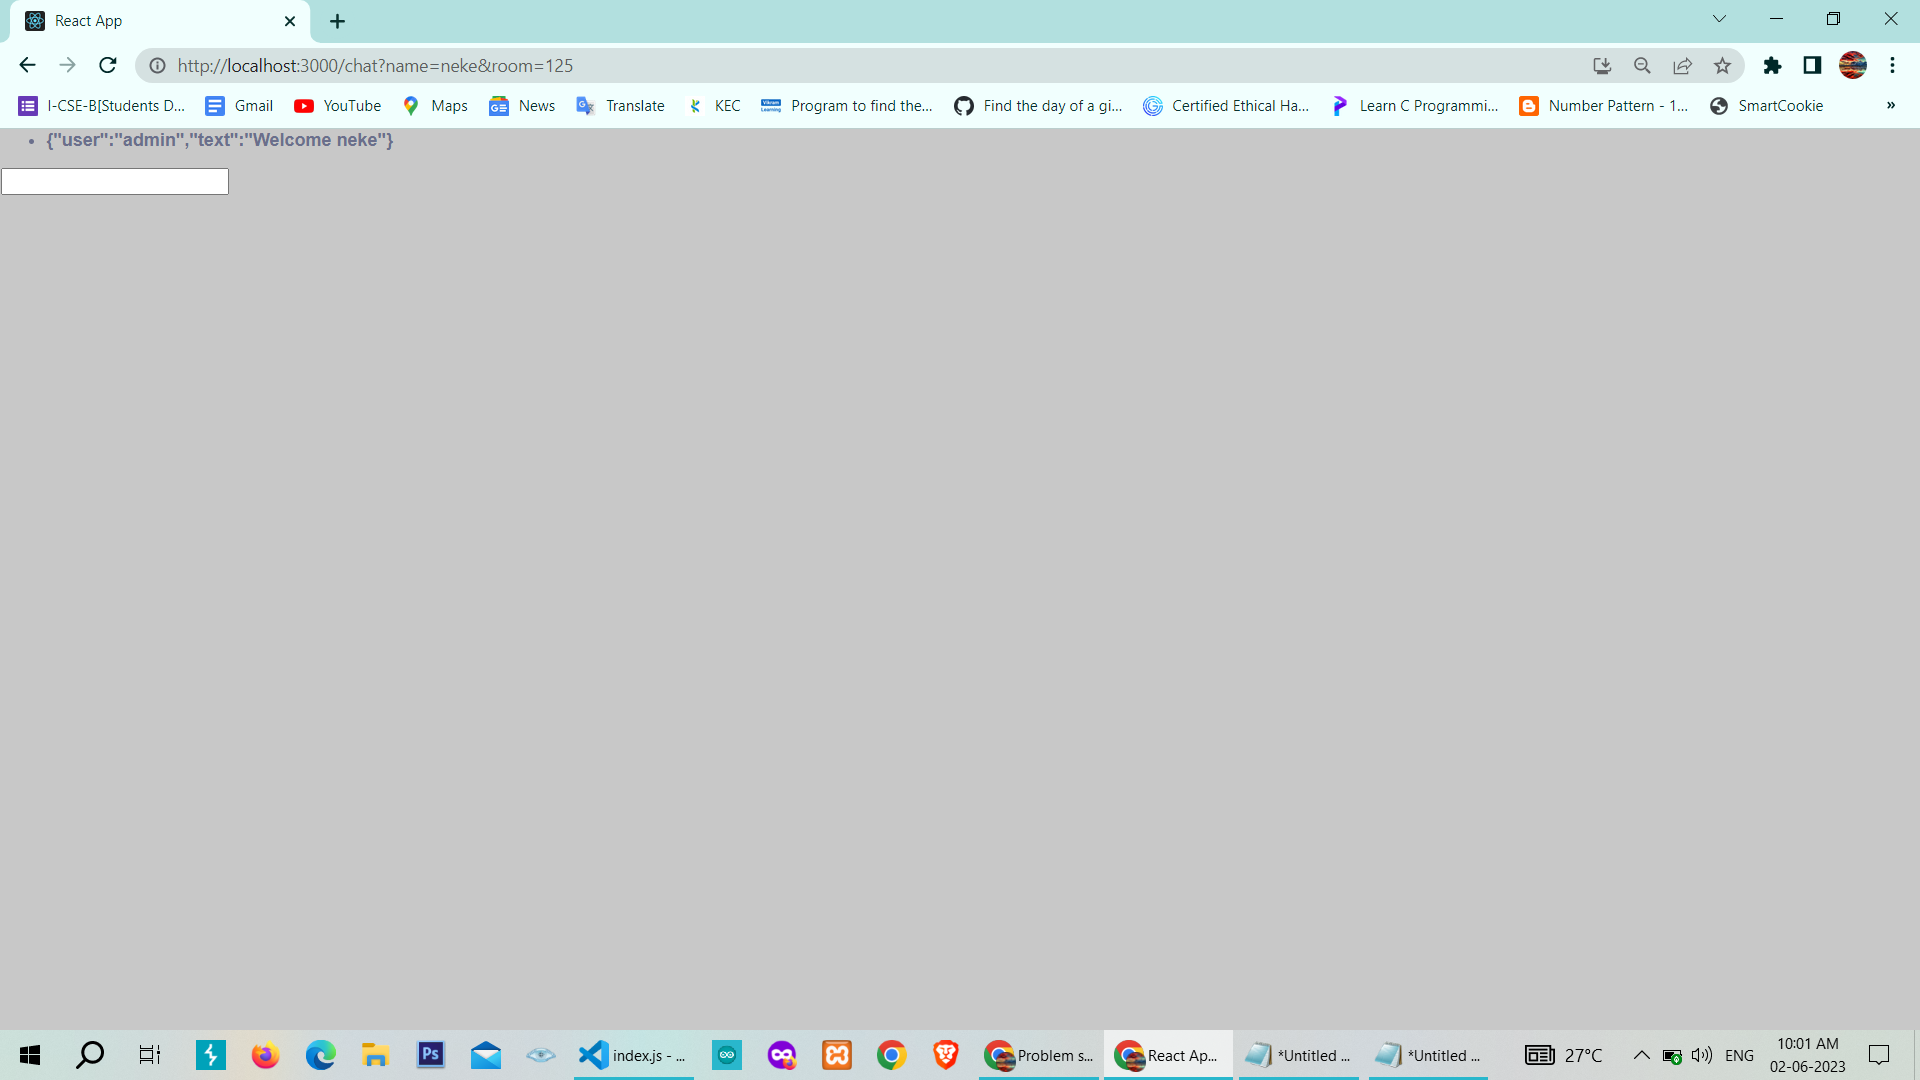 React App
http://localhost:3000/chat?name=neke&room=125
I-CSE-B[Students D... Gmail YouTube Maps News Translate KEC Program to find the... Find the day of a gi... Certified Ethical Ha... Learn C Programmi... Number Pattern - 1... SmartCookie »
• {"user":"admin","text":"Welcome neke"}
Ps index.js - ... Problem s... React Ap... *Untitled ... *Untitled ... 27°C ENG 10:01 AM
02-06-2023